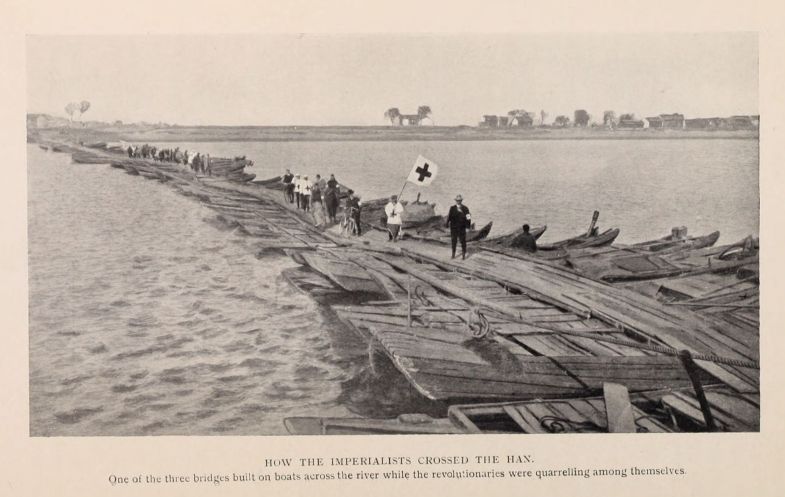 HOW THE IMPERIALISTS CROSSED THE HAN.
One of the three bridges built on boats across the river while the revolutionaries were quarrelling among themselves.